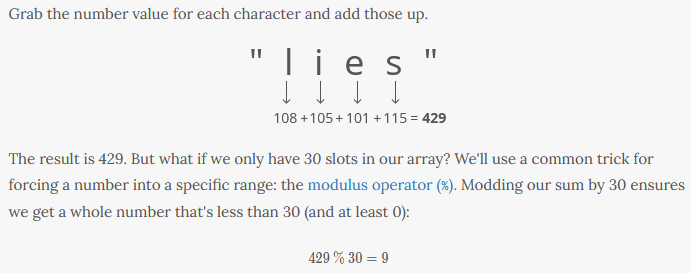 Grab the number value for each character and add those up.
" l i e s "
↓ ↓ ↓ ↓
108 + 105 + 101 + 115 = 429
The result is 429. But what if we only have 30 slots in our array? We'll use a common trick for
forcing a number into a specific range: the modulus operator (%). Modding our sum by 30 ensures
we get a whole number that's less than 30 (and at least 0):
429 % 30 = 9